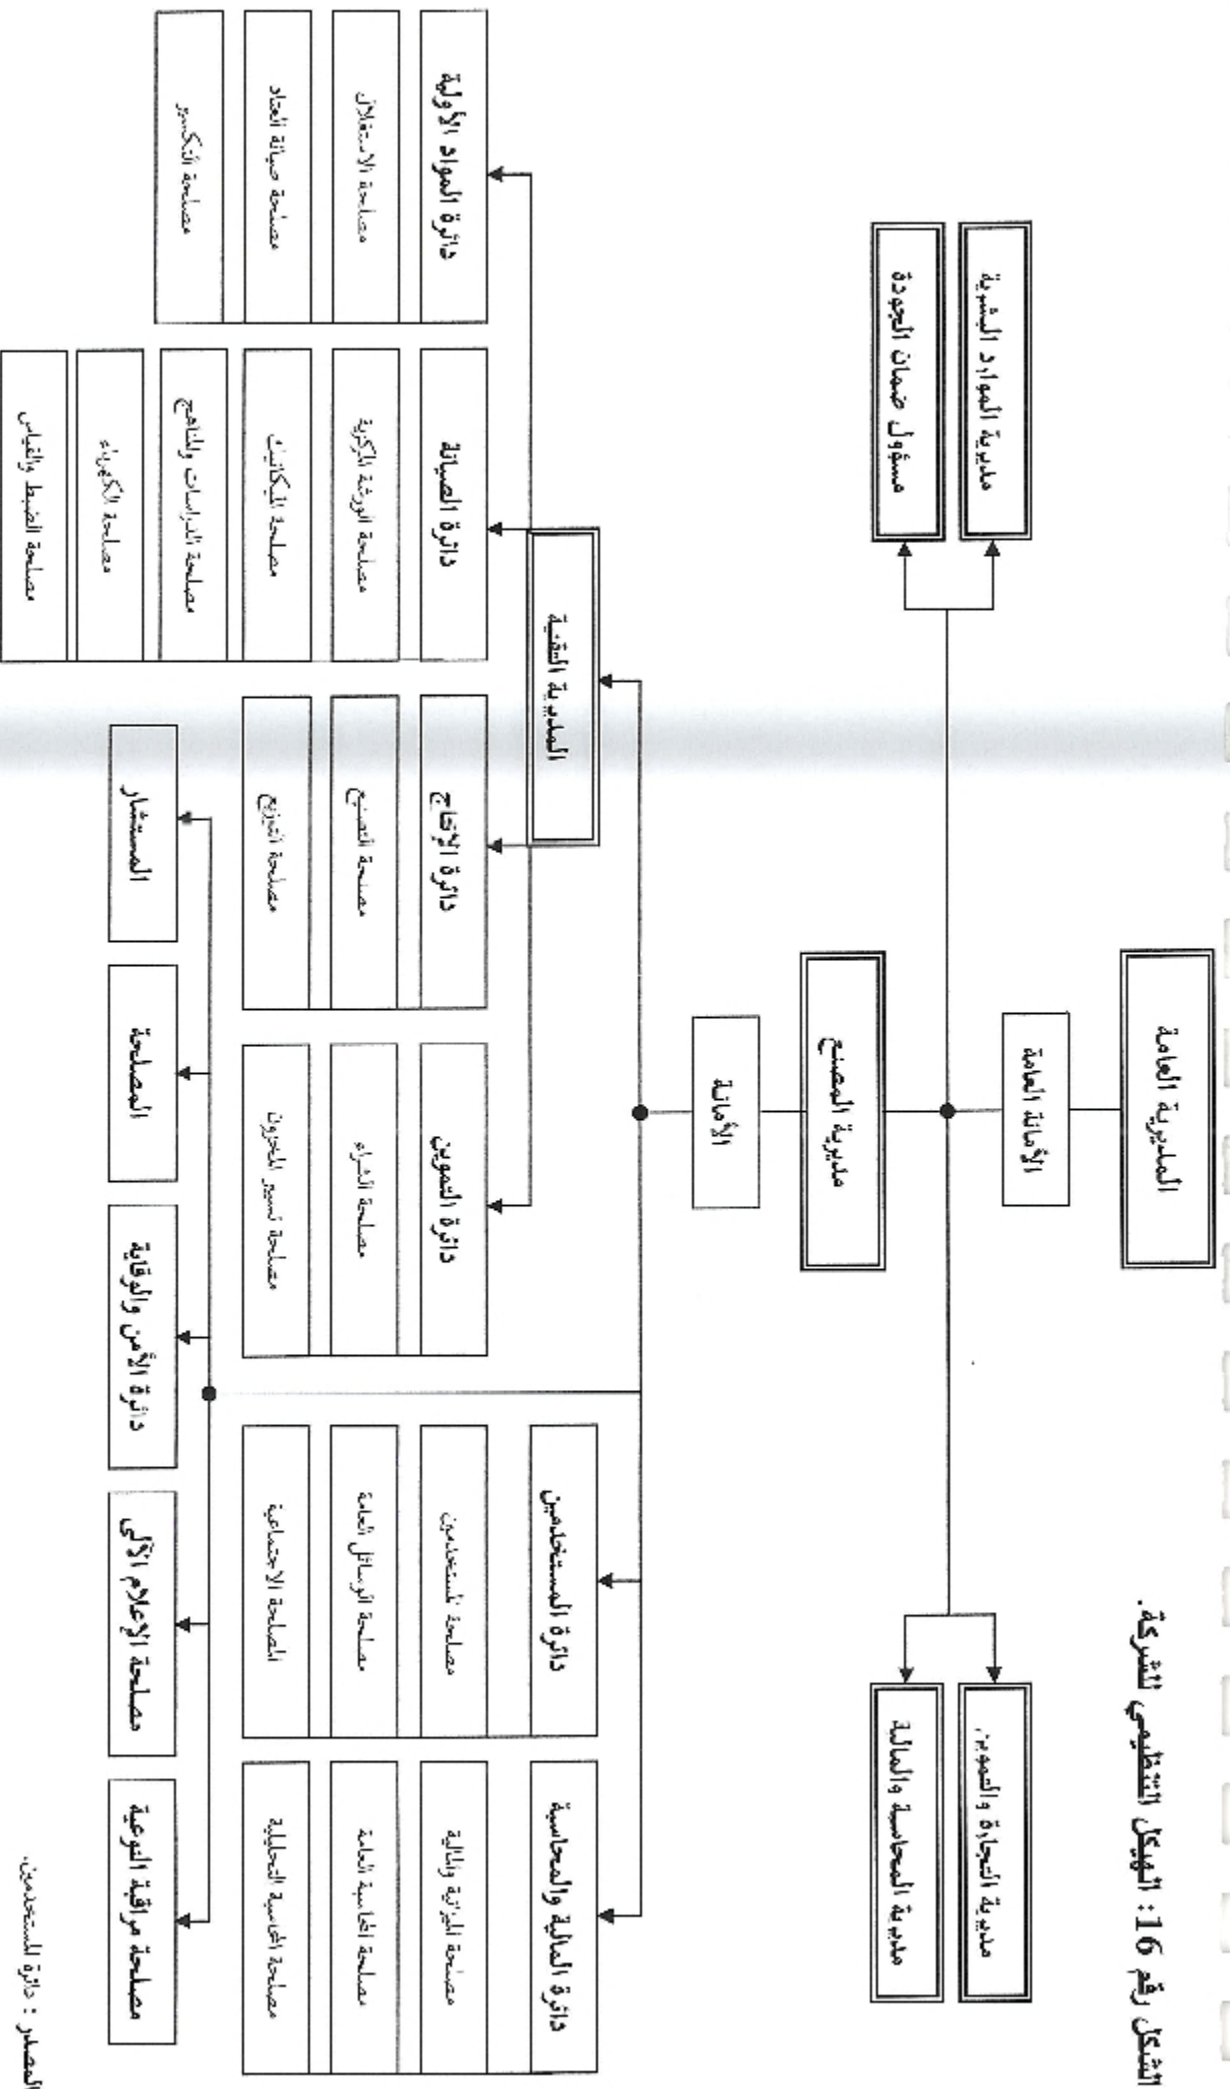 الشكل رقم 16: الهيكل التنظيمي للشركة.
المديرية العامة
الأمانة العامة
مديرية التجارة والتموين
مديرية المحاسبة والمالية
مديرية الموارد البشرية
مسؤول ضمان الجودة
مديرية المصنع
الأمانة
دائرة المالية والمحاسبة
مصلحة الميزانية والمالية
مصلحة المحاسبة العامة
مصلحة المحاسبة التحليلية
دائرة المستخدمين
مصلحة المستخدمين
مصلحة الوسائل العامة
المصلحة الاجتماعية
المديرية التقنية
دائرة التموين
مصلحة الشراء
مصلحة تسيير المخزون
دائرة الإنتاج
مصلحة التصنيع
مصلحة التوزيع
دائرة الصيانة
مصلحة الورشة المركزية
مصلحة الميكانيك
مصلحة الدراسات والمناهج
مصلحة الكهرباء
مصلحة الضبط والقياس
دائرة المواد الأولية
مصلحة الاستغلال
مصلحة صيانة العتاد
مصلحة التكسير
مصلحة مراقبة النوعية
مصلحة الإعلام الآلي
دائرة الأمن والوقاية
المصلحة
المستشار
المصدر : دائرة المستخدمين.